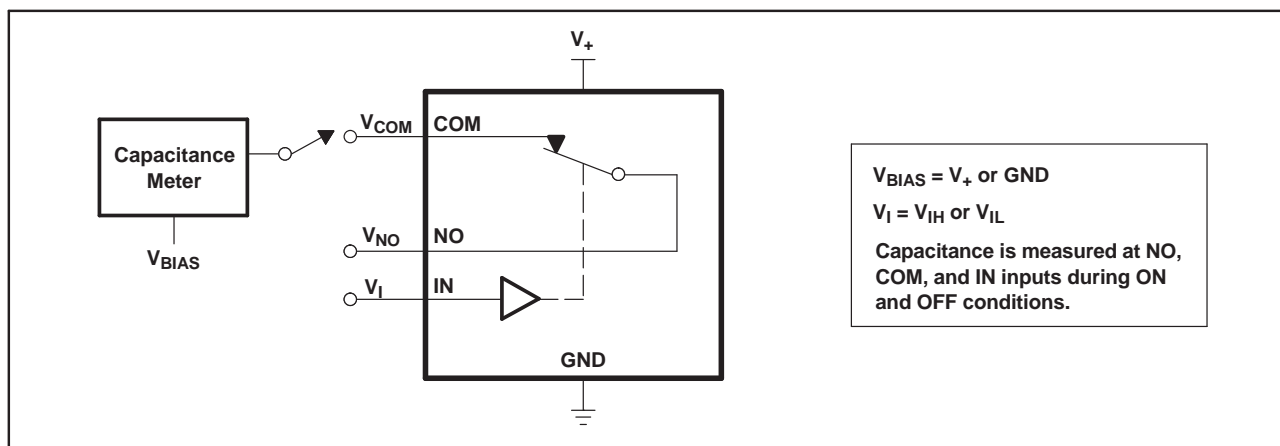 V+
Capacitance
Meter
VBIAS
VCOM
COM
VNO
NO
VI
IN
GND
VBIAS = V+ or GND
VI = VIH or VIL
Capacitance is measured at NO,
COM, and IN inputs during ON
and OFF conditions.